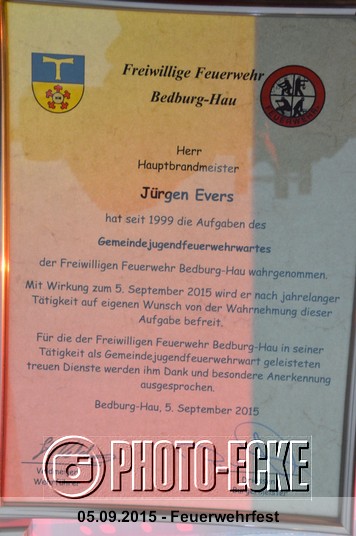 Freiwillige Feuerwehr
Bedburg-Hau
Herr
Hauptbrandmeister
Jürgen Evers
hat seit 1999 die Aufgaben des
Gemeindejugendfeuerwehrwartes
der Freiwilligen Feuerwehr Bedburg-Hau wahrgenommen.
Mit Wirkung zum 5. September 2015 wird er nach jahrelanger
Tätigkeit auf eigenen Wunsch von der Wahrnehmung dieser
Aufgabe befreit.
Für die der Freiwilligen Feuerwehr Bedburg-Hau in seiner
Tätigkeit als Gemeindejugendfeuerwehrwart geleisteten
treuen Dienste werden ihm Dank und besondere Anerkennung
ausgesprochen.
Bedburg-Hau, 5. September 2015
PHOTO-ECKE
05.09.2015 - Feuerwehrfest